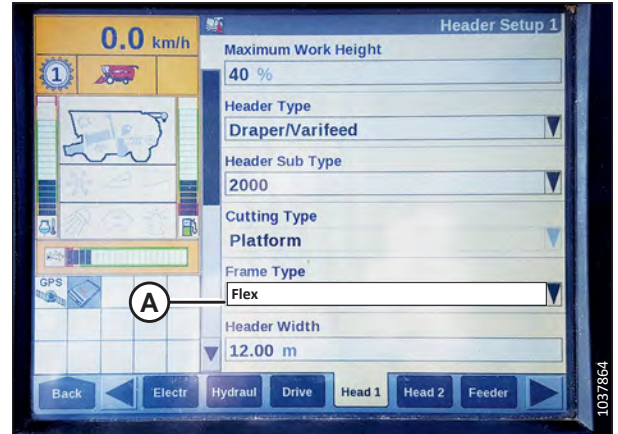 0.0 km/h
Header Setup 1
1
Maximum Work Height
40 %
Header Type
Draper/Varifeed
Header Sub Type
2000
Cutting Type
Platform
Frame Type
Flex
Header Width
12.00 m
GPS
A
Back
Electr
Hydraul
Drive
Head 1
Head 2
Feeder
1037864